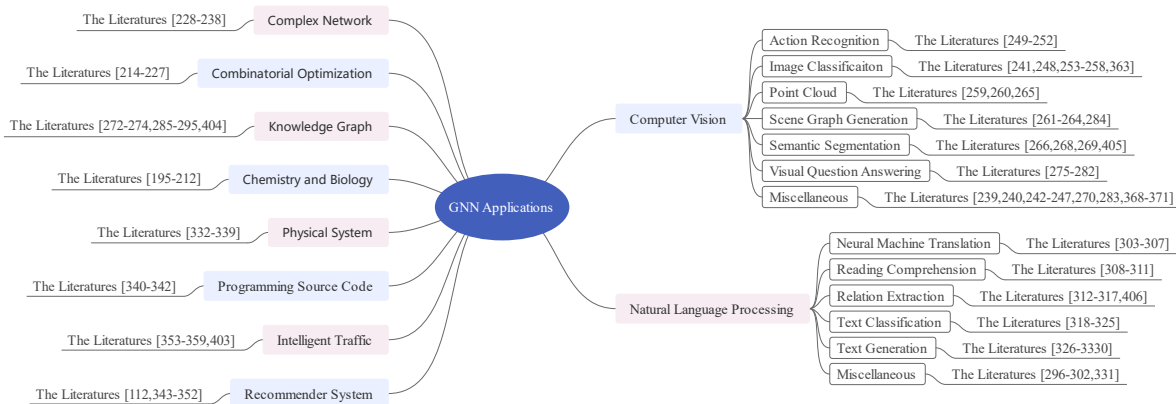 The Literatures [228-238] Complex Network
The Literatures [214-227] Combinatorial Optimization
The Literatures [272-274,285-295,404] Knowledge Graph
The Literatures [195-212] Chemistry and Biology
The Literatures [332-339] Physical System
The Literatures [340-342] Programming Source Code
The Literatures [353-359,403] Intelligent Traffic
The Literatures [112,343-352] Recommender System
GNN Applications
Computer Vision
Action Recognition The Literatures [249-252]
Image Classificaiton The Literatures [241,248,253-258,363]
Point Cloud The Literatures [259,260,265]
Scene Graph Generation The Literatures [261-264,284]
Semantic Segmentation The Literatures [266,268,269,405]
Visual Question Answering The Literatures [275-282]
Miscellaneous The Literatures [239,240,242-247,270,283,368-371]
Natural Language Processing
Neural Machine Translation The Literatures [303-307]
Reading Comprehension The Literatures [308-311]
Relation Extraction The Literatures [312-317,406]
Text Classification The Literatures [318-325]
Text Generation The Literatures [326-3330]
Miscellaneous The Literatures [296-302,331]